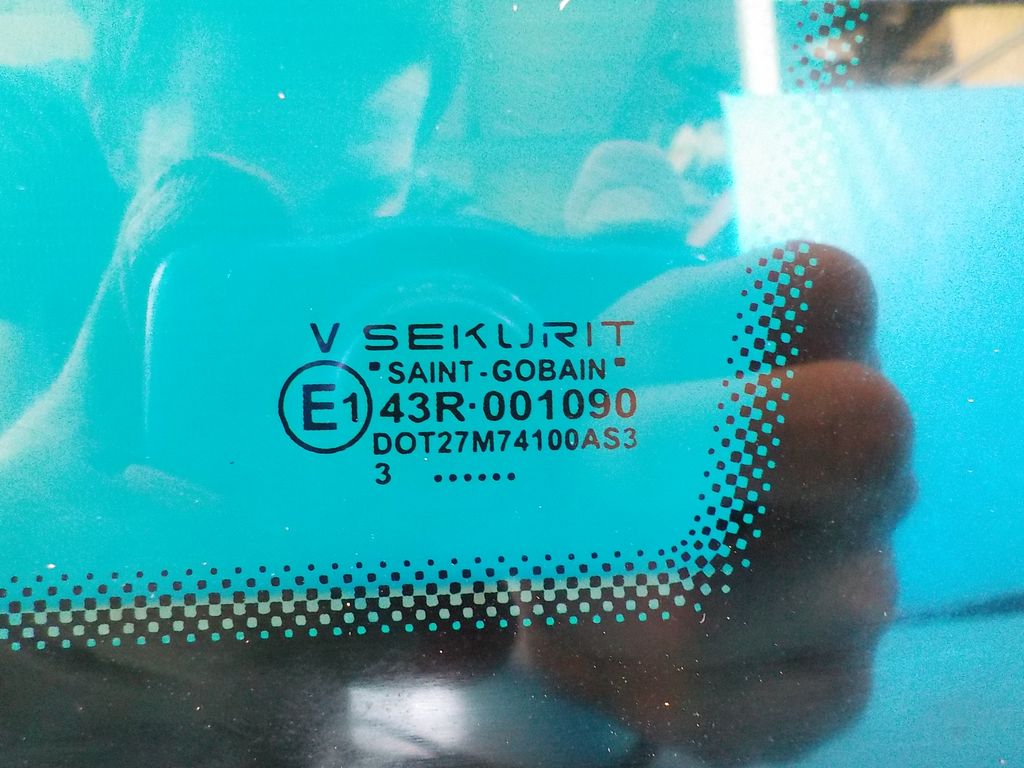 V SEKURIT
"SAINT-GOBAIN"
E1 43R·001090
DOT27M74100AS3
3 ······